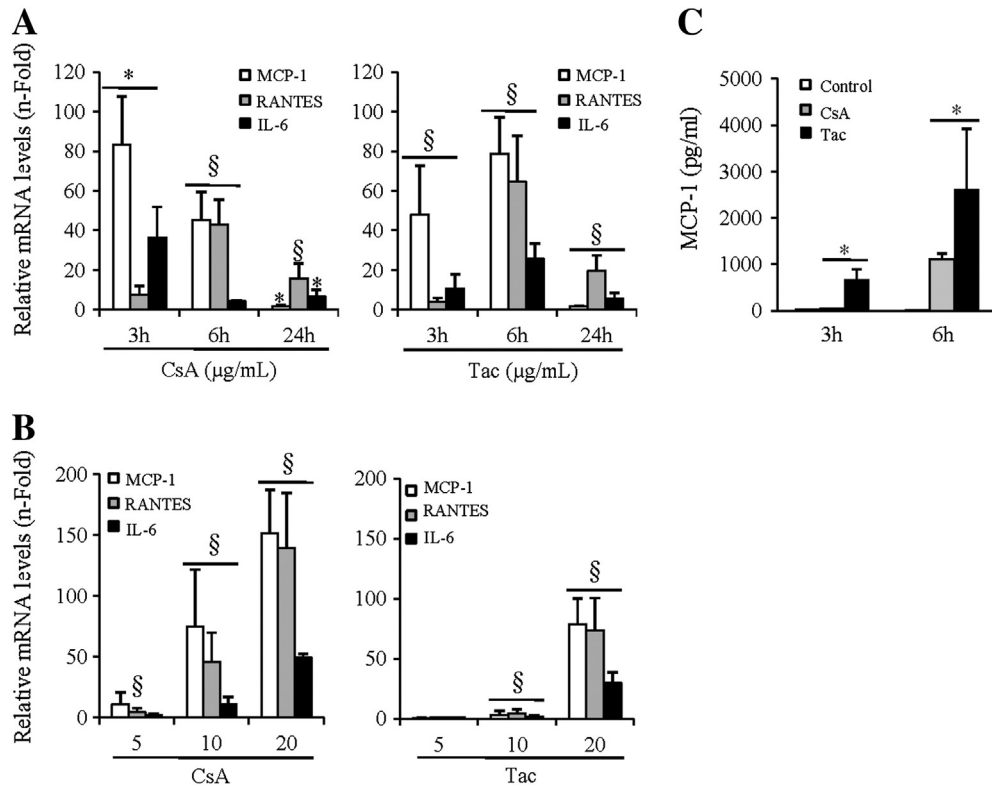 A
Relative mRNA levels (n-Fold)
120
100
80
60
40
20
0
*
§
*
§
*
MCP-1
RANTES
IL-6
3h 6h 24h
CsA (µg/mL)
120
100
80
60
40
20
0
§
§
§
MCP-1
RANTES
IL-6
3h 6h 24h
Tac (µg/mL)
C
MCP-1 (pg/ml)
5000
4000
3000
2000
1000
0
Control
CsA
Tac
*
*
3h 6h
B
Relative mRNA levels (n-Fold)
200
150
100
50
0
MCP-1
RANTES
IL-6
§
§
§
5 10 20
CsA
200
150
100
50
0
MCP-1
RANTES
IL-6
§
§
5 10 20
Tac